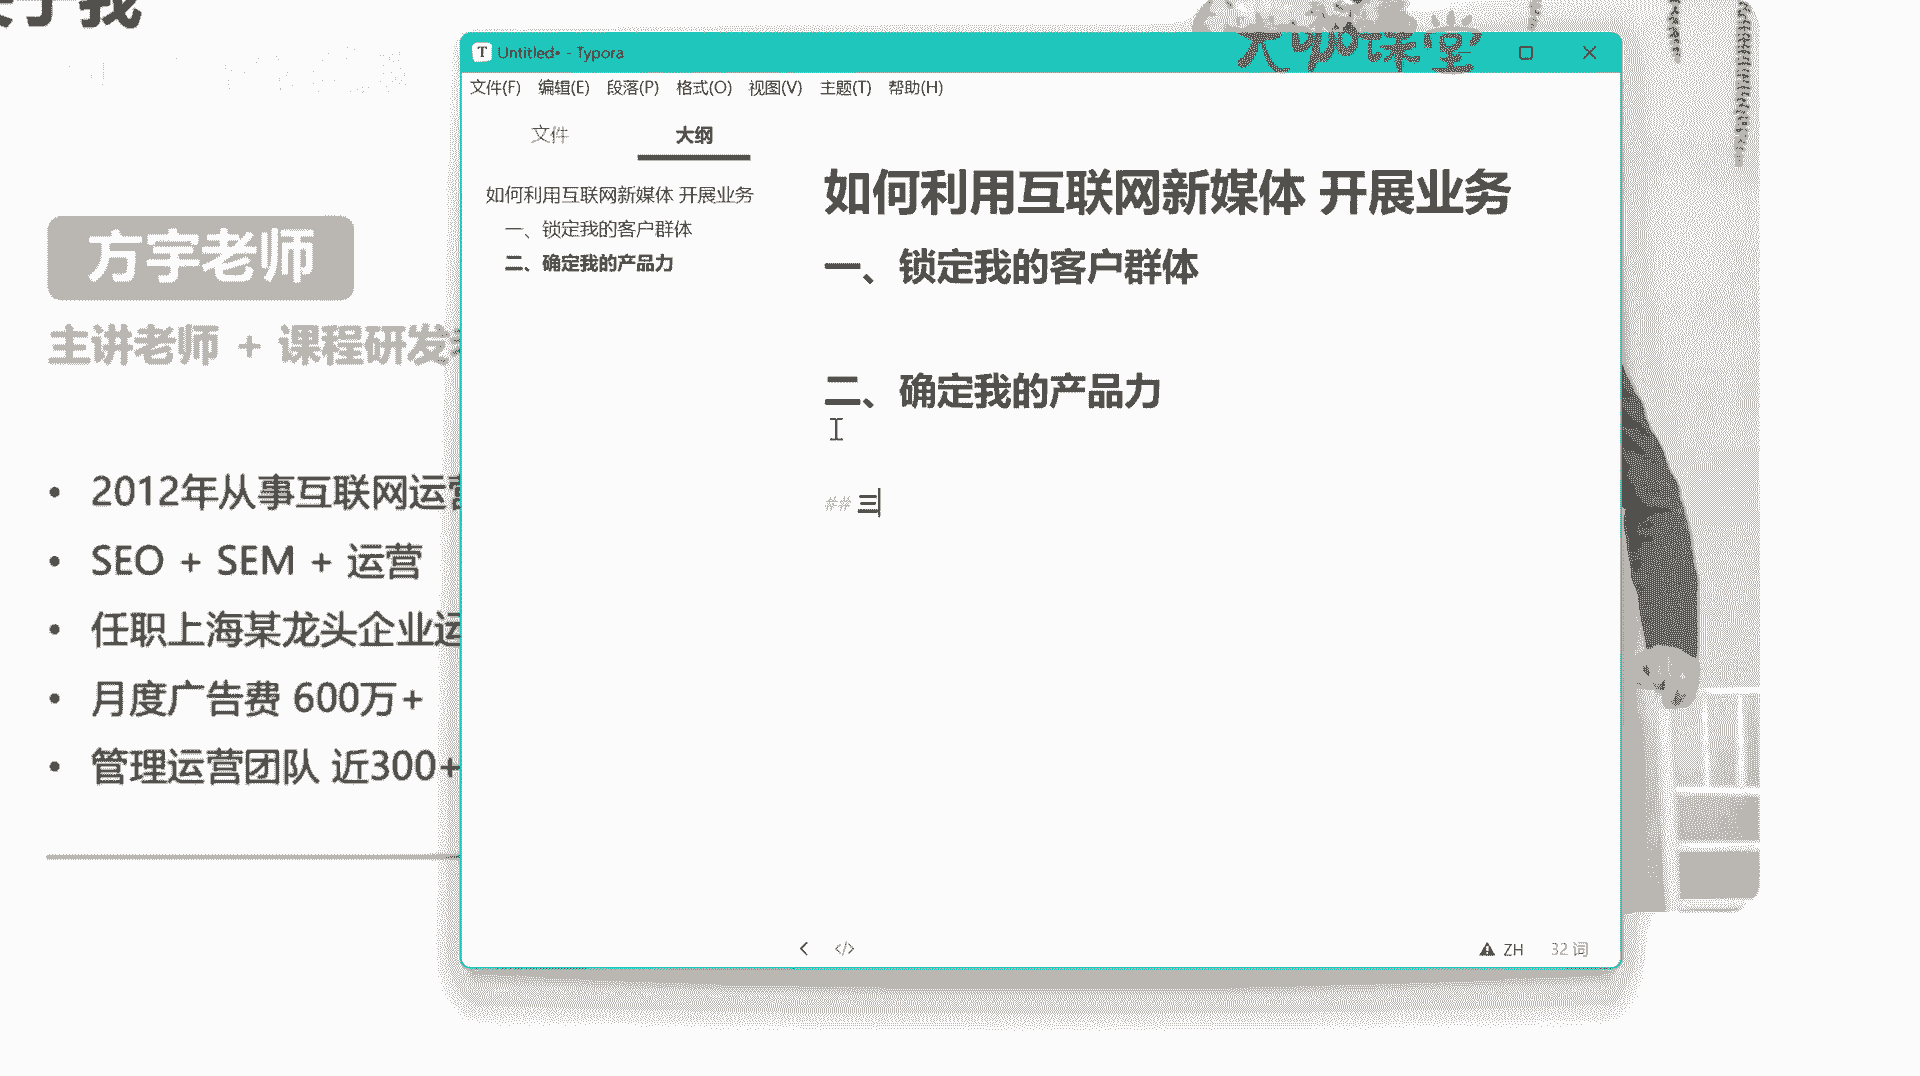 于我
方宇老师
主讲老师 + 课程研发
• 2012年从事互联网运营
• SEO + SEM + 运营
• 任职上海某龙头企业运
• 月度广告费 600万+
• 管理运营团队 近300+
Untitled• - Typora
课堂
文件(F) 编辑(E) 段落(P) 格式(O) 视图(V) 主题(T) 帮助(H)
文件 大纲
如何利用互联网新媒体 开展业务
一、锁定我的客户群体
二、确定我的产品力
如何利用互联网新媒体 开展业务
一、锁定我的客户群体
二、确定我的产品力
## 三
</>
ZH 32 词